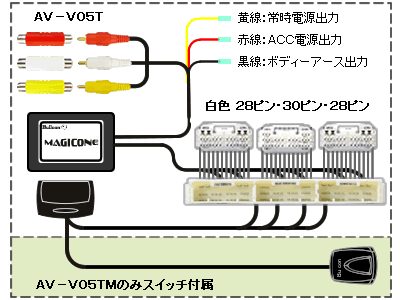 AV－V05T
黄線：常時電源出力
赤線：ACC電源出力
黒線：ボディーアース出力
白色 28ピン・30ピン・28ピン
Bullcon
MAGICONE
AV－V05TMのみスイッチ付属